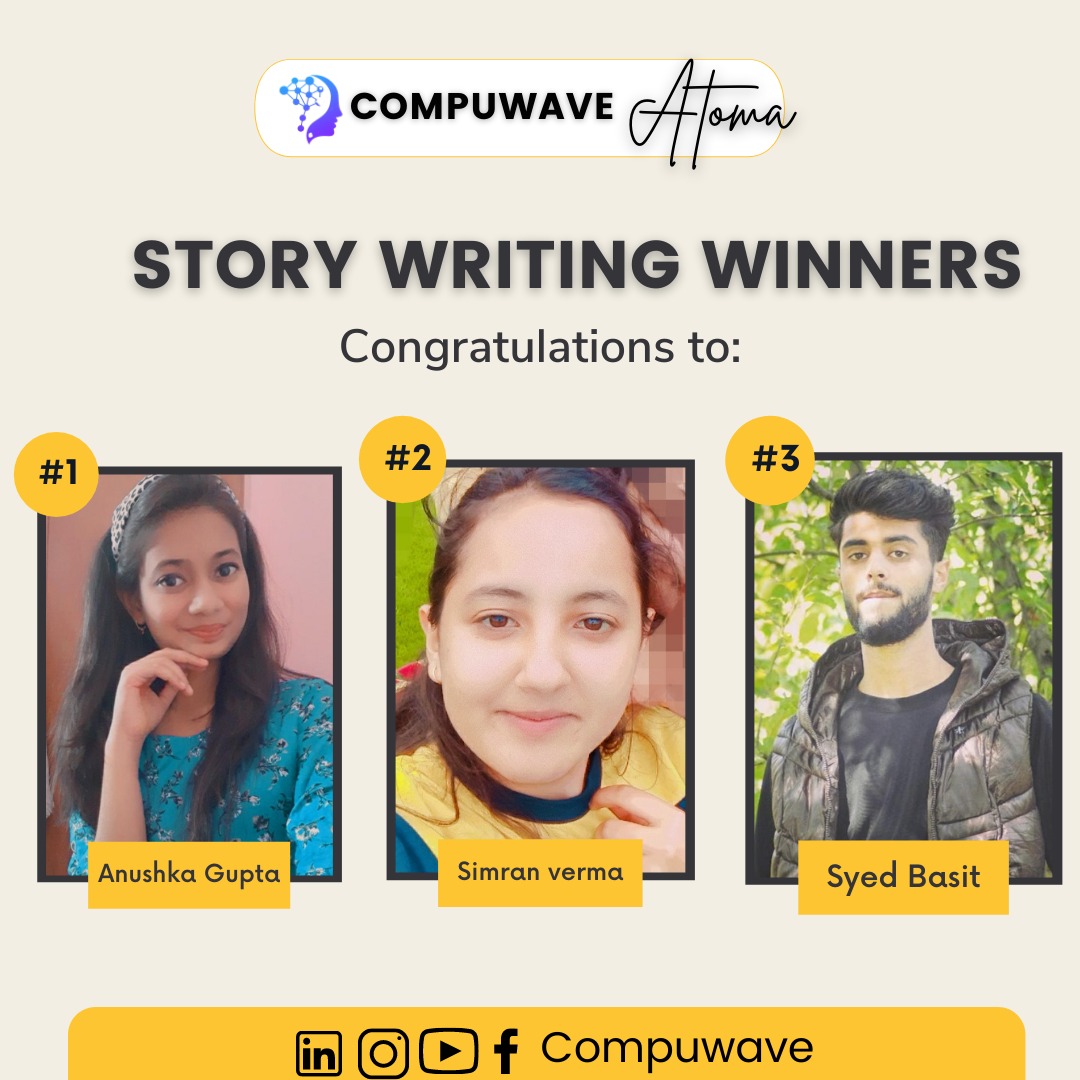 COMPUWAVE Atoma
STORY WRITING WINNERS
Congratulations to:
#1
#2
#3
Anushka Gupta
Simran verma
Syed Basit
in f Compuwave